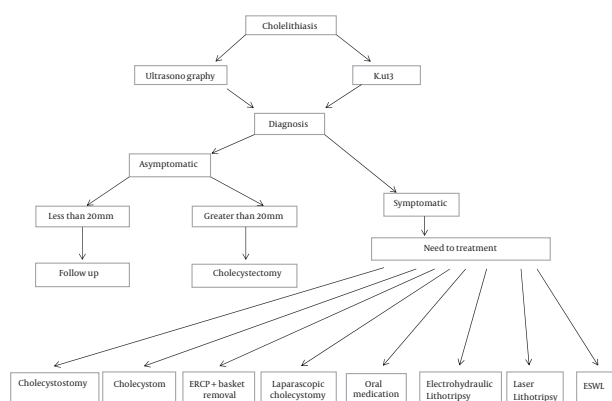 Cholelithiasis
Ultrasono graphy
K.u13
Diagnosis
Asymptomatic
Symptomatic
Less than 20mm
Greater than 20mm
Need to treatment
Follow up
Cholecystectomy
Cholecystostomy
Cholecystom
ERCP + basket
removal
Laparascopic
cholecystomy
Oral
medication
Electrohydraulic
Lithotripsy
Laser
Lithotripsy
ESWL